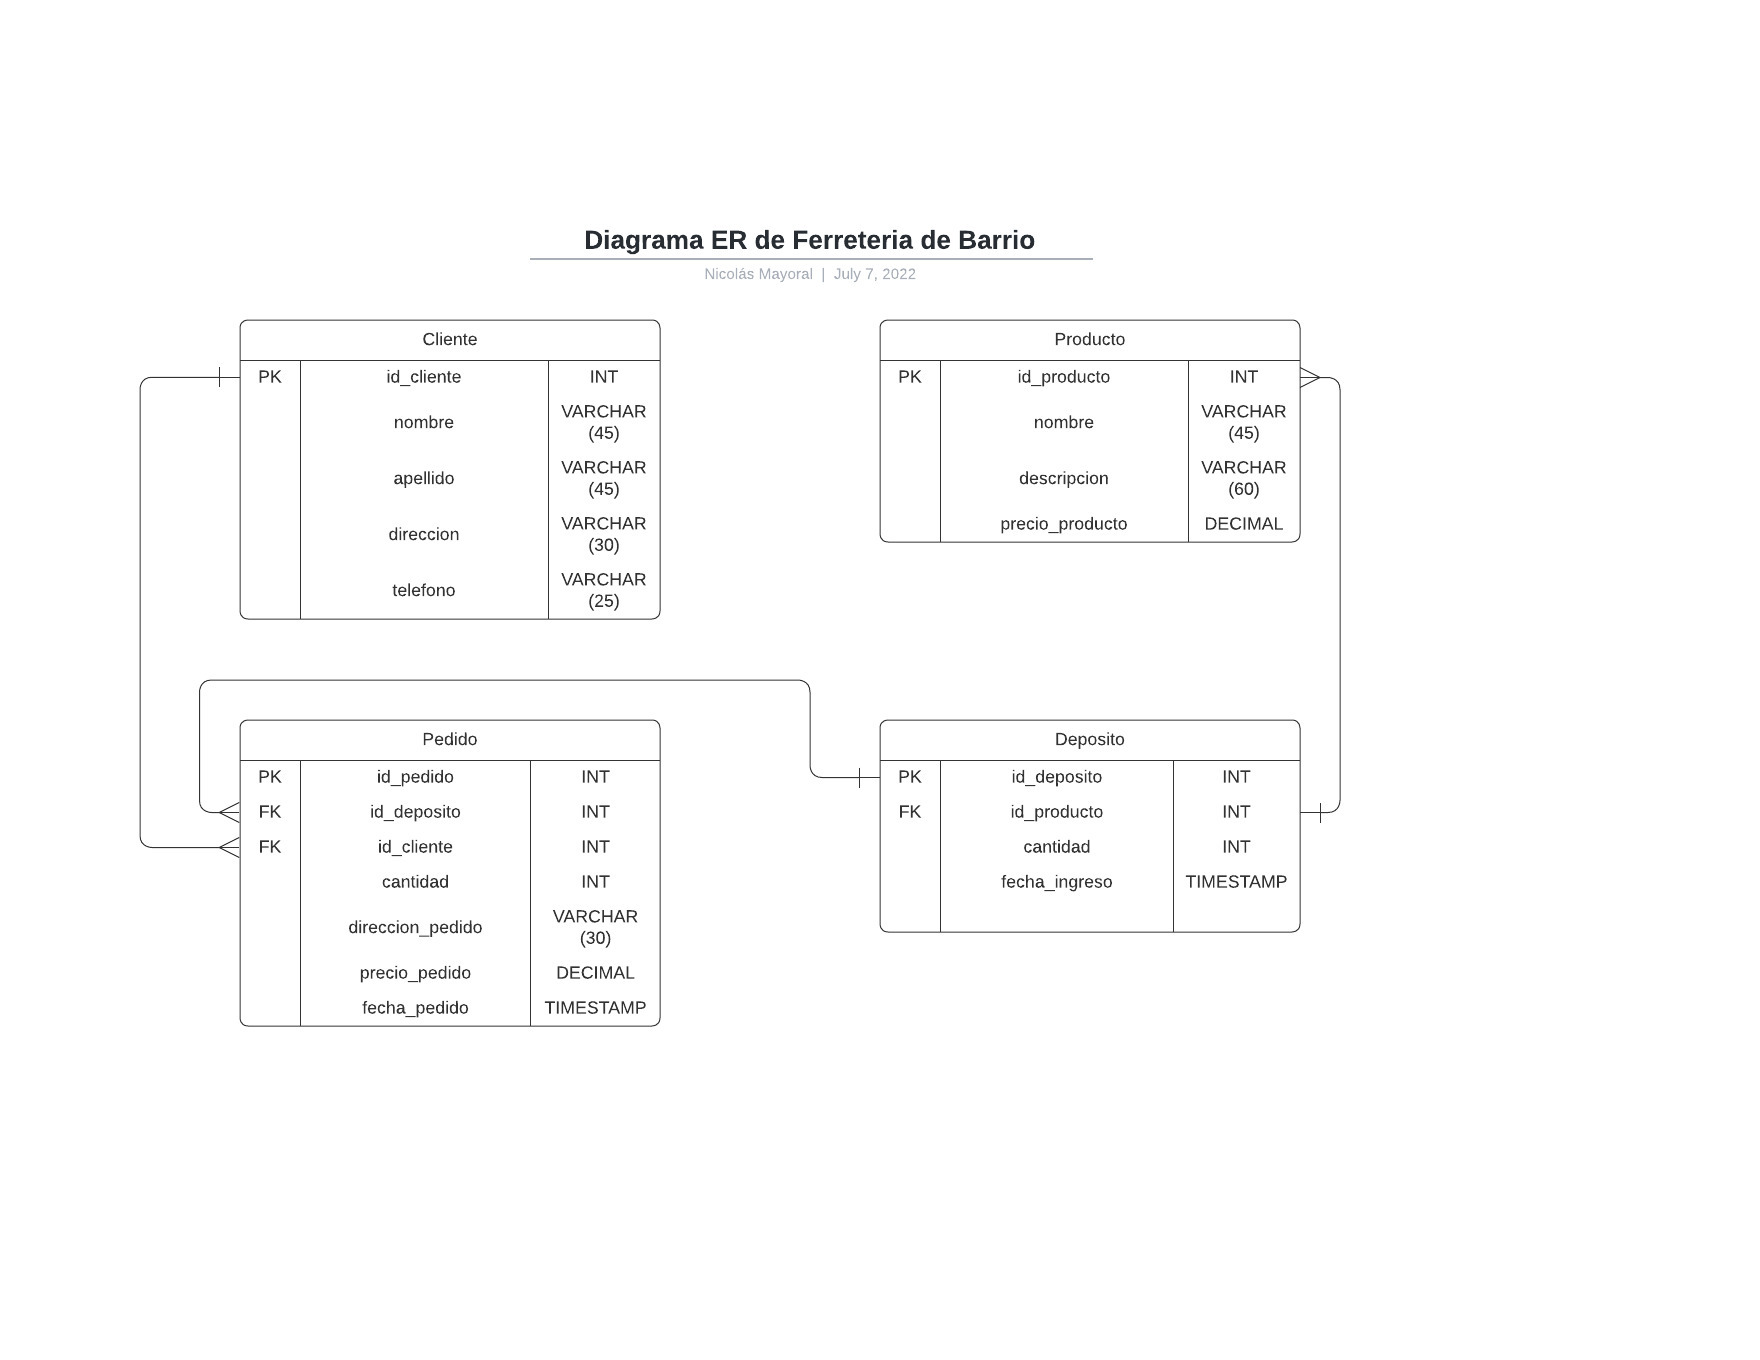 Diagrama ER de Ferreteria de Barrio
Nicolás Mayoral | July 7, 2022
Cliente
PK id_cliente INT
nombre VARCHAR
(45)
apellido VARCHAR
(45)
direccion VARCHAR
(30)
telefono VARCHAR
(25)
Producto
PK id_producto INT
nombre VARCHAR
(45)
descripcion VARCHAR
(60)
precio_producto DECIMAL
Pedido
PK id_pedido INT
FK id_deposito INT
FK id_cliente INT
cantidad INT
direccion_pedido VARCHAR
(30)
precio_pedido DECIMAL
fecha_pedido TIMESTAMP
Deposito
PK id_deposito INT
FK id_producto INT
cantidad INT
fecha_ingreso TIMESTAMP